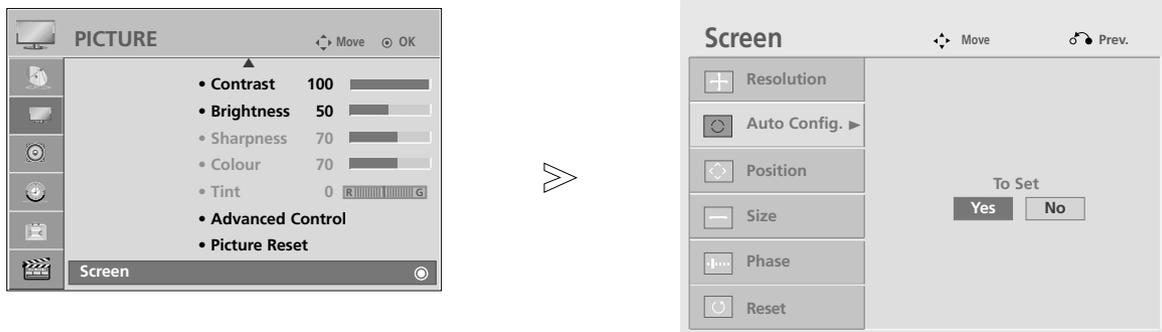 PICTURE
Move
OK
• Contrast 100
• Brightness 50
• Sharpness 70
• Colour 70
• Tint 0 R G
• Advanced Control
• Picture Reset
Screen
Screen
Move
Prev.
Resolution
Auto Config. ►
Position
Size
Phase
Reset
To Set
Yes
No